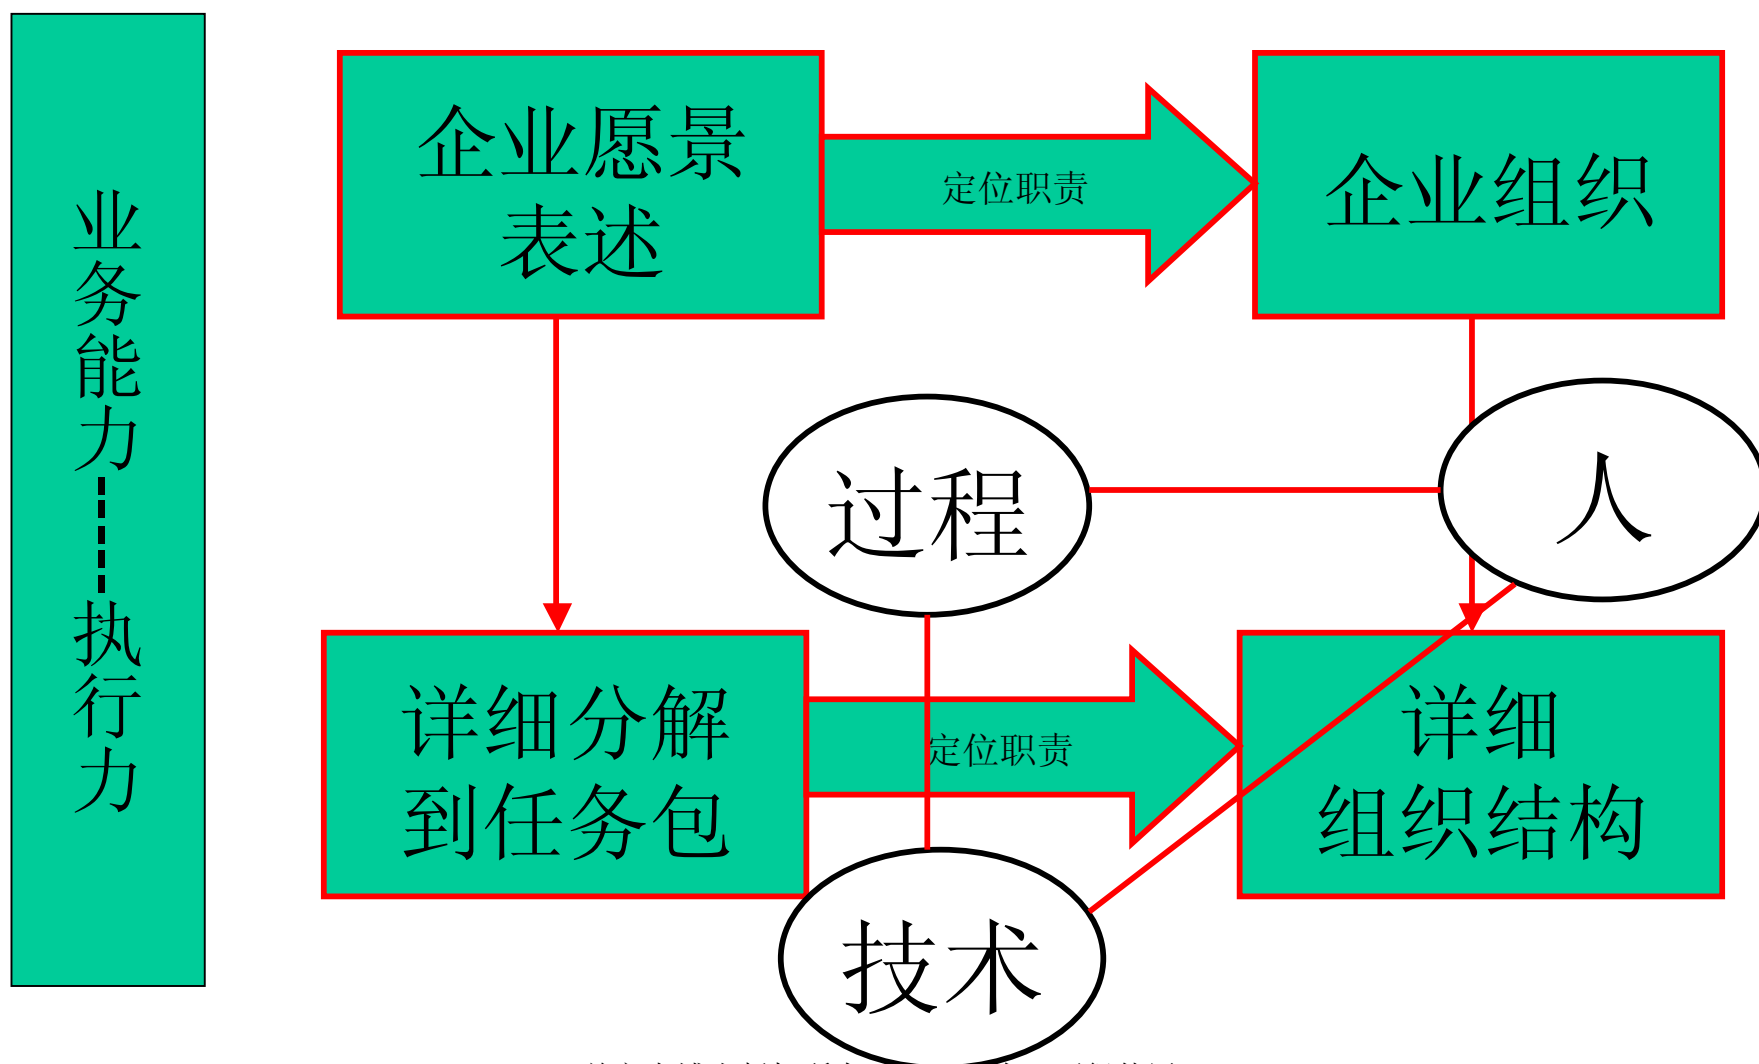 业务能力-----执行力
企业愿景
表述
定位职责
企业组织
过程
人
详细分解
到任务包
定位职责
详细
组织结构
技术